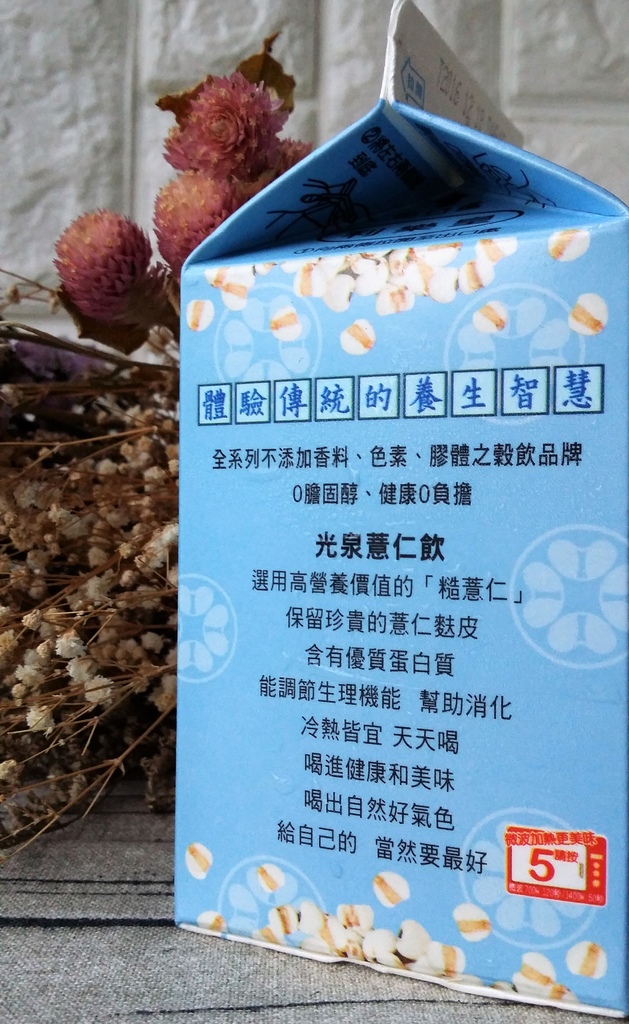 體驗傳統的養生智慧
全系列不添加香料、色素、膠體之穀飲品牌
0膽固醇、健康0負擔
光泉薏仁飲
選用高營養價值的「糙薏仁」
保留珍貴的薏仁麩皮
含有優質蛋白質
能調節生理機能 幫助消化
冷熱皆宜 天天喝
喝進健康和美味
喝出自然好氣色
給自己的 當然要最好
微波加熱更美味
5 請按